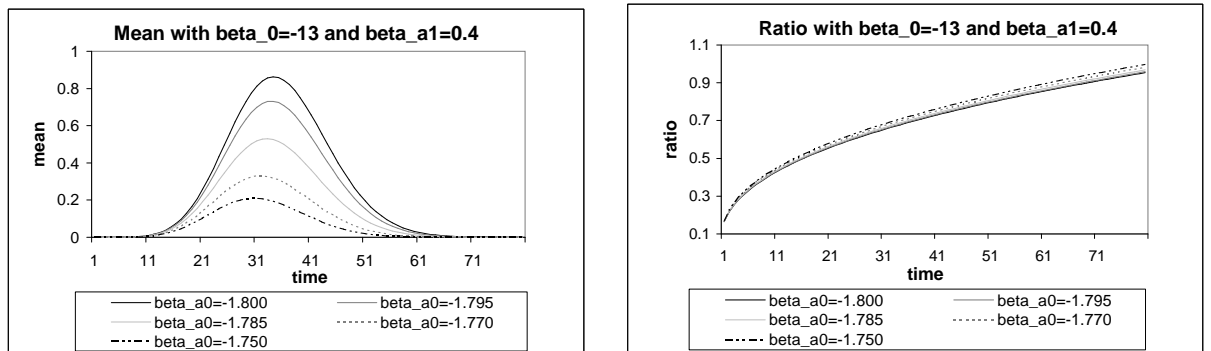 Mean with beta_0=-13 and beta_a1=0.4
1
0.8
0.6
0.4
0.2
0
mean
1 11 21 31 41 51 61 71
time
beta_a0=-1.800 beta_a0=-1.795
beta_a0=-1.785 beta_a0=-1.770
beta_a0=-1.750
Ratio with beta_0=-13 and beta_a1=0.4
1.1
0.9
0.7
0.5
0.3
0.1
ratio
1 11 21 31 41 51 61 71
time
beta_a0=-1.800 beta_a0=-1.795
beta_a0=-1.785 beta_a0=-1.770
beta_a0=-1.750